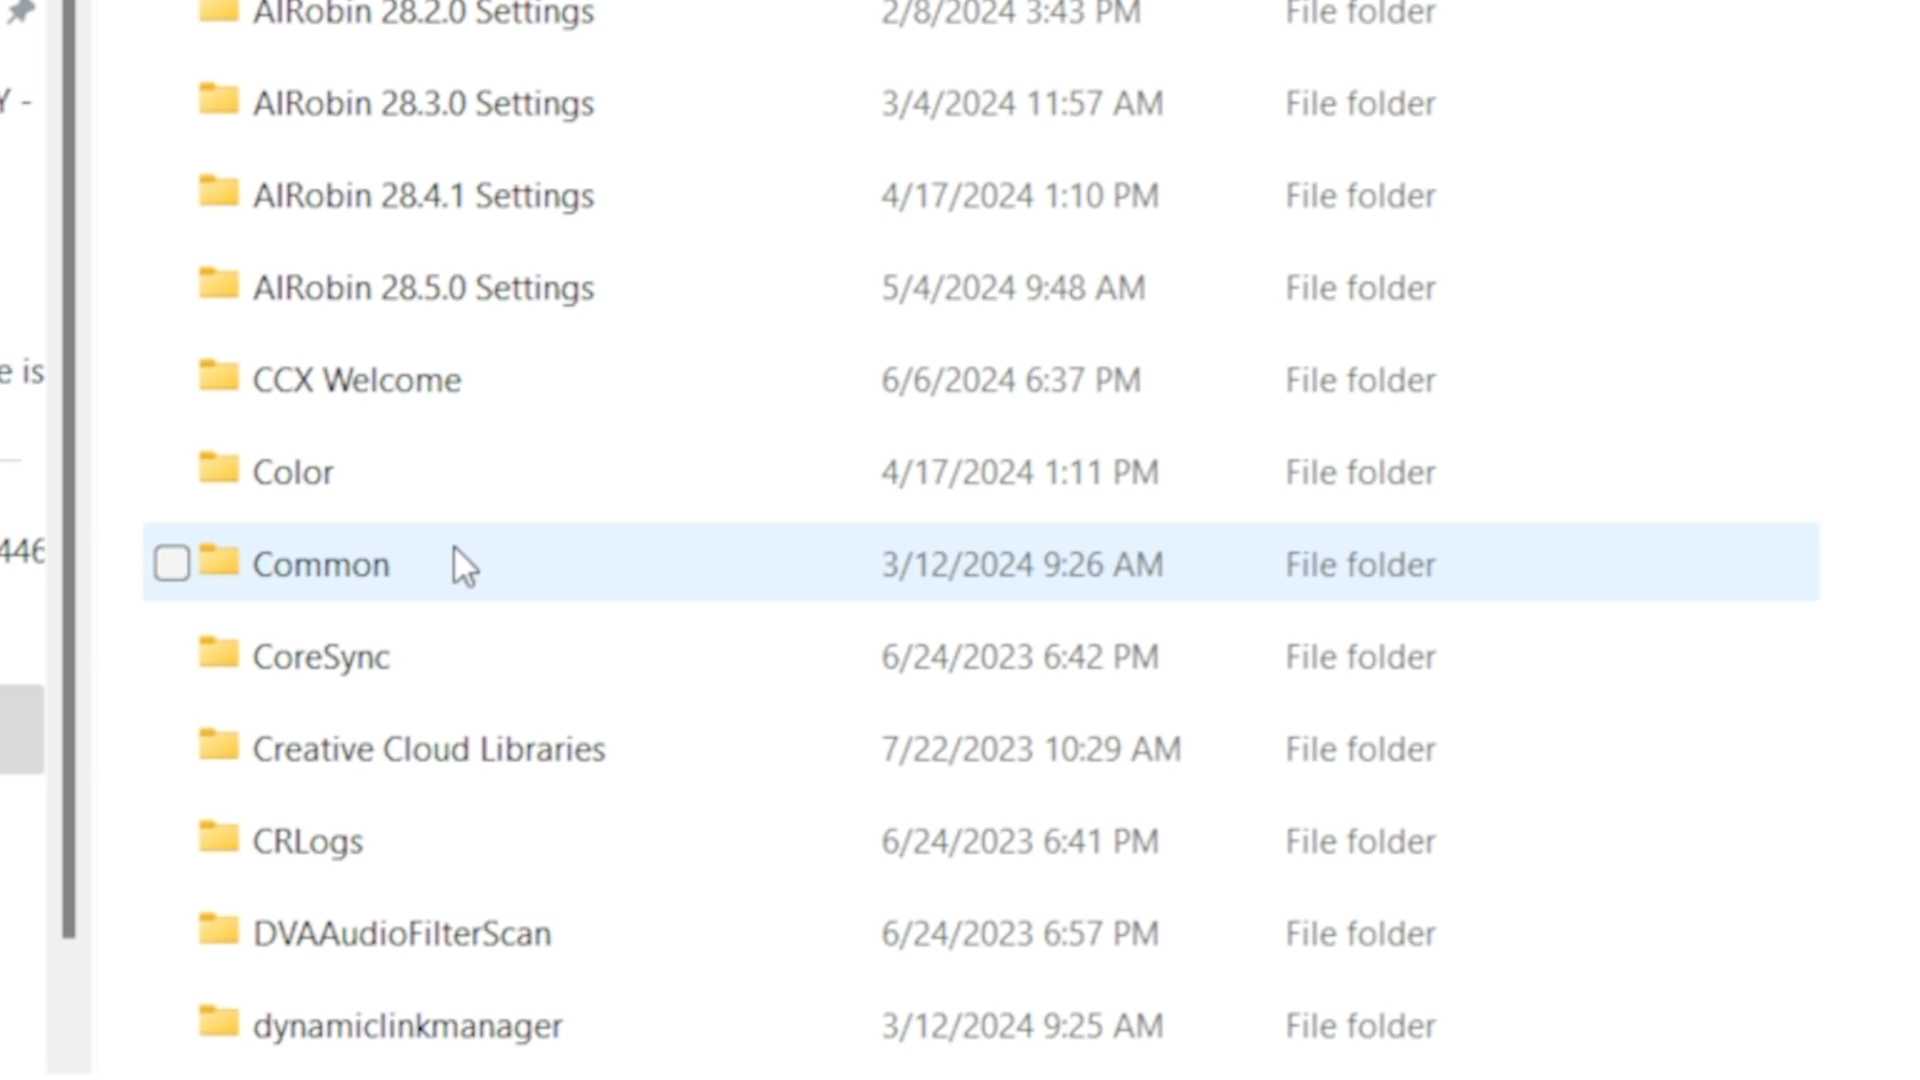 AIRobin 28.2.0 Settings 2/8/2024 3:43 PM File folder
Y -
AIRobin 28.3.0 Settings 3/4/2024 11:57 AM File folder
AIRobin 28.4.1 Settings 4/17/2024 1:10 PM File folder
AIRobin 28.5.0 Settings 5/4/2024 9:48 AM File folder
e is
CCX Welcome 6/6/2024 6:37 PM File folder
Color 4/17/2024 1:11 PM File folder
446
Common 3/12/2024 9:26 AM File folder
CoreSync 6/24/2023 6:42 PM File folder
Creative Cloud Libraries 7/22/2023 10:29 AM File folder
CRLogs 6/24/2023 6:41 PM File folder
DVAAudioFilterScan 6/24/2023 6:57 PM File folder
dynamiclinkmanager 3/12/2024 9:25 AM File folder